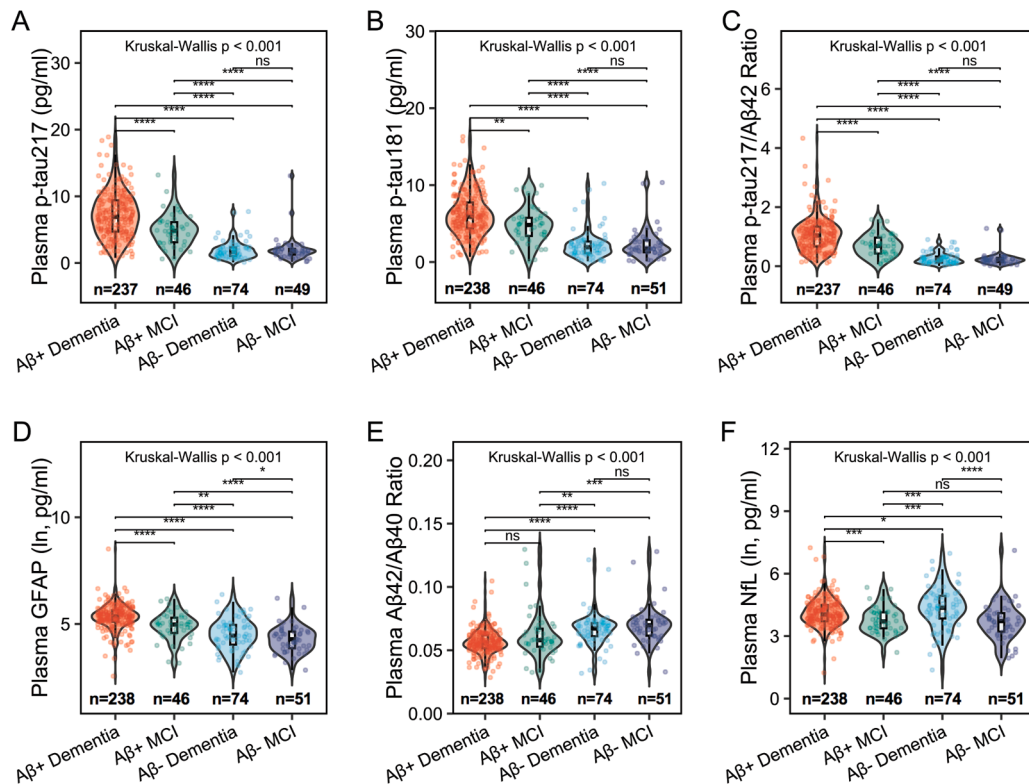 A
Kruskal-Wallis p < 0.001
ns
****
****
****
****
****
Plasma p-tau217 (pg/ml)
30
20
10
0
n=237 n=46 n=74 n=49
Aβ+ Dementia
Aβ+ MCI
Aβ- Dementia
Aβ- MCI
B
Kruskal-Wallis p < 0.001
ns
****
****
****
****
**
Plasma p-tau181 (pg/ml)
30
20
10
0
n=238 n=46 n=74 n=51
Aβ+ Dementia
Aβ+ MCI
Aβ- Dementia
Aβ- MCI
C
Kruskal-Wallis p < 0.001
ns
****
****
****
****
****
Plasma p-tau217/Aβ42 Ratio
6
4
2
0
n=237 n=46 n=74 n=49
Aβ+ Dementia
Aβ+ MCI
Aβ- Dementia
Aβ- MCI
D
Kruskal-Wallis p < 0.001
*
****
**
****
****
****
Plasma GFAP (ln, pg/ml)
10
5
n=238 n=46 n=74 n=51
Aβ+ Dementia
Aβ+ MCI
Aβ- Dementia
Aβ- MCI
E
Kruskal-Wallis p < 0.001
ns
***
**
****
****
ns
Plasma Aβ42/Aβ40 Ratio
0.20
0.15
0.10
0.05
0.00
n=238 n=46 n=74 n=51
Aβ+ Dementia
Aβ+ MCI
Aβ- Dementia
Aβ- MCI
F
Kruskal-Wallis p < 0.001
****
ns
***
***
*
***
Plasma NfL (ln, pg/ml)
12
9
6
3
0
n=238 n=46 n=74 n=51
Aβ+ Dementia
Aβ+ MCI
Aβ- Dementia
Aβ- MCI